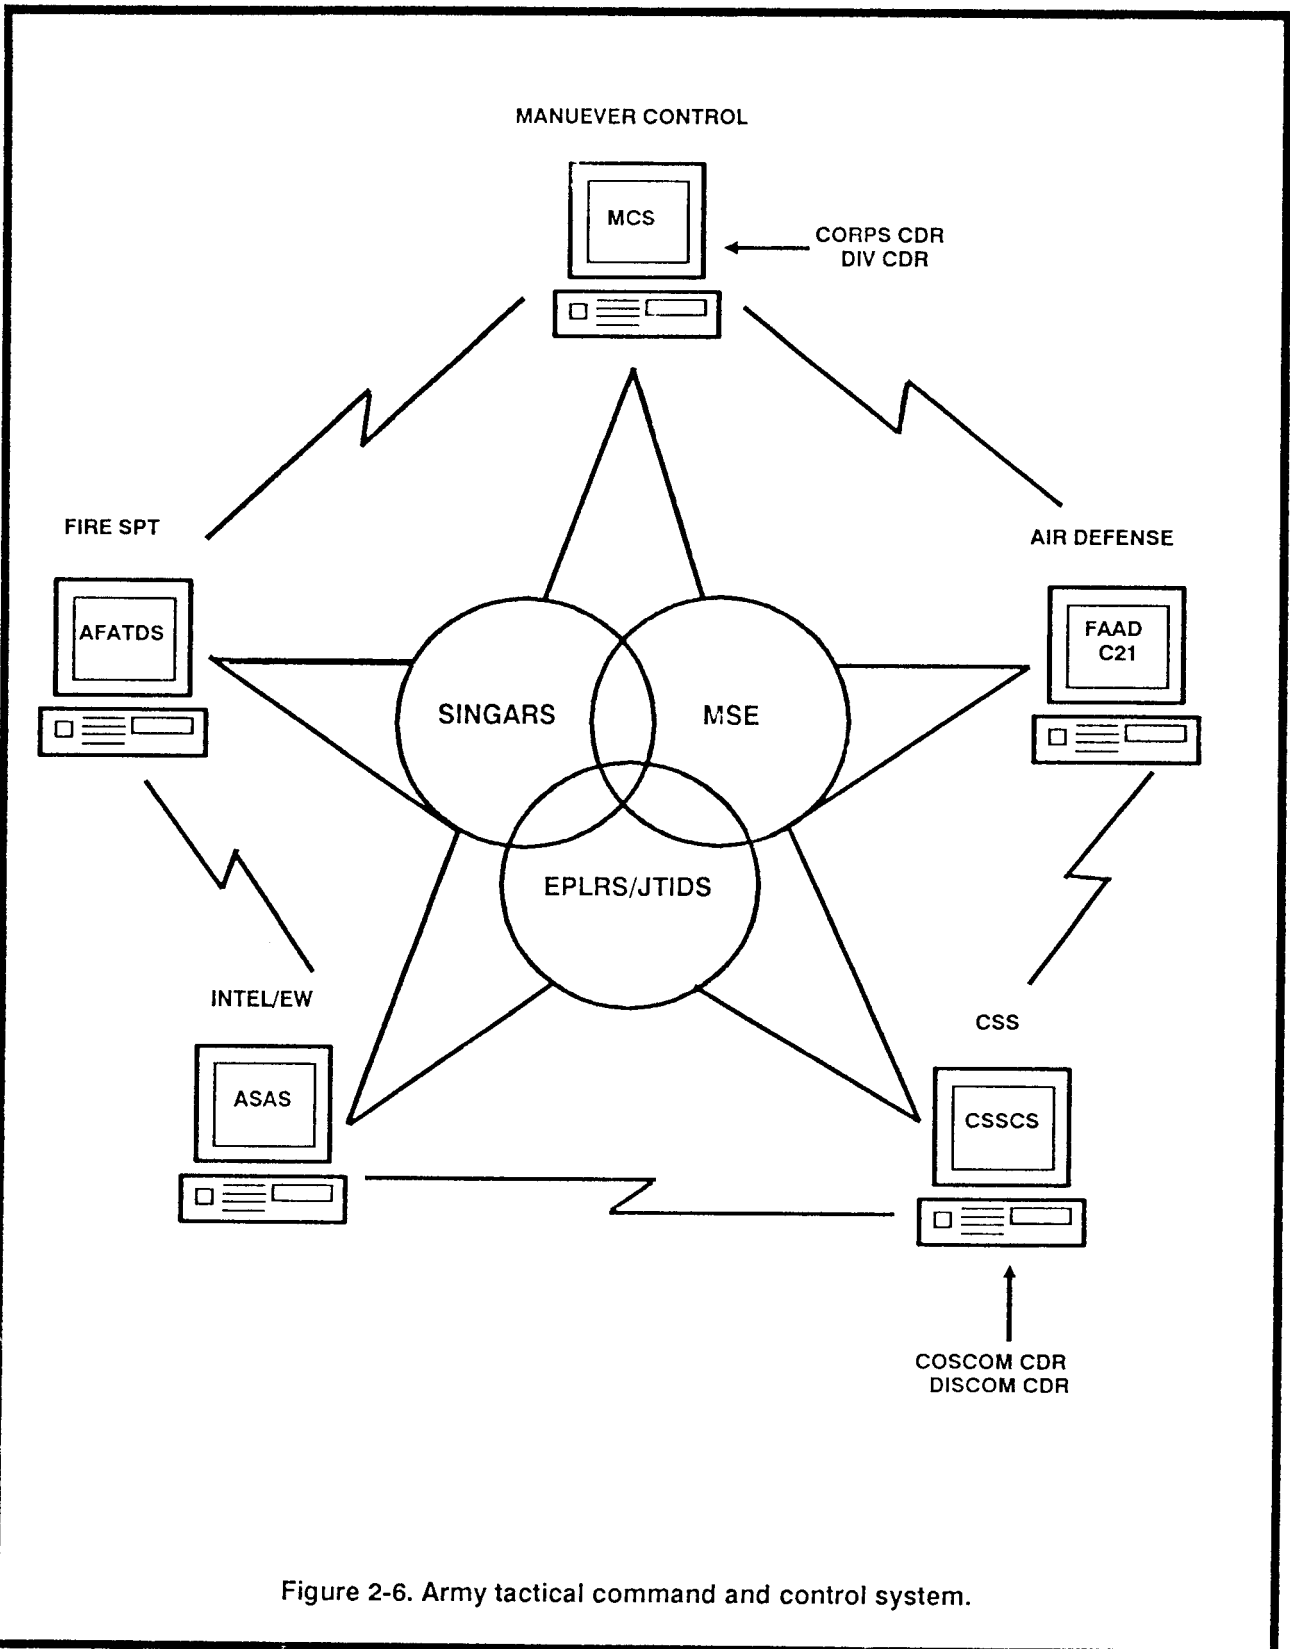 MANUEVER CONTROL
MCS
CORPS CDR
DIV CDR
FIRE SPT
AIR DEFENSE
AFATDS
FAAD
C21
SINGARS
MSE
EPLRS/JTIDS
INTEL/EW
CSS
ASAS
CSSCS
COSCOM CDR
DISCOM CDR
Figure 2-6. Army tactical command and control system.